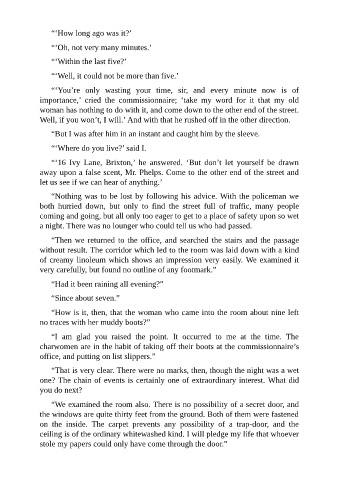 “‘How long ago was it?’
“‘Oh, not very many minutes.’
“‘Within the last five?’
“‘Well, it could not be more than five.’
“‘You’re only wasting your time, sir, and every minute now is of
importance,’ cried the commissionnaire; ‘take my word for it that my old
woman has nothing to do with it, and come down to the other end of the street.
Well, if you won’t, I will.’ And with that he rushed off in the other direction.
“But I was after him in an instant and caught him by the sleeve.
“‘Where do you live?’ said I.
“‘16 Ivy Lane, Brixton,’ he answered. ‘But don’t let yourself be drawn
away upon a false scent, Mr. Phelps. Come to the other end of the street and
let us see if we can hear of anything.’
“Nothing was to be lost by following his advice. With the policeman we
both hurried down, but only to find the street full of traffic, many people
coming and going, but all only too eager to get to a place of safety upon so wet
a night. There was no lounger who could tell us who had passed.
“Then we returned to the office, and searched the stairs and the passage
without result. The corridor which led to the room was laid down with a kind
of creamy linoleum which shows an impression very easily. We examined it
very carefully, but found no outline of any footmark.”
“Had it been raining all evening?”
“Since about seven.”
“How is it, then, that the woman who came into the room about nine left
no traces with her muddy boots?”
“I am glad you raised the point. It occurred to me at the time. The
charwomen are in the habit of taking off their boots at the commissionnaire’s
office, and putting on list slippers.”
“That is very clear. There were no marks, then, though the night was a wet
one? The chain of events is certainly one of extraordinary interest. What did
you do next?
“We examined the room also. There is no possibility of a secret door, and
the windows are quite thirty feet from the ground. Both of them were fastened
on the inside. The carpet prevents any possibility of a trap-door, and the
ceiling is of the ordinary whitewashed kind. I will pledge my life that whoever
stole my papers could only have come through the door.”